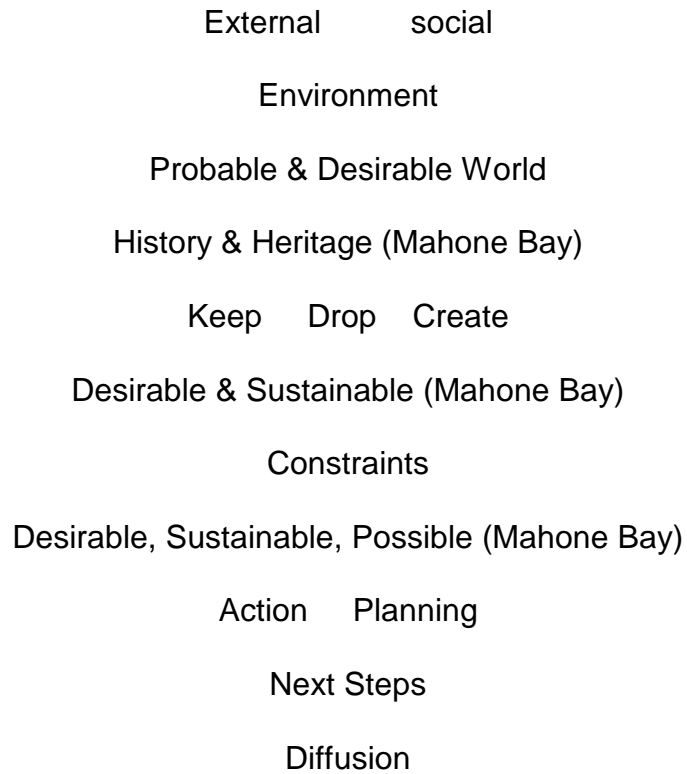 External social
Environment
Probable & Desirable World
History & Heritage (Mahone Bay)
Keep Drop Create
Desirable & Sustainable (Mahone Bay)
Constraints
Desirable, Sustainable, Possible (Mahone Bay)
Action Planning
Next Steps
Diffusion